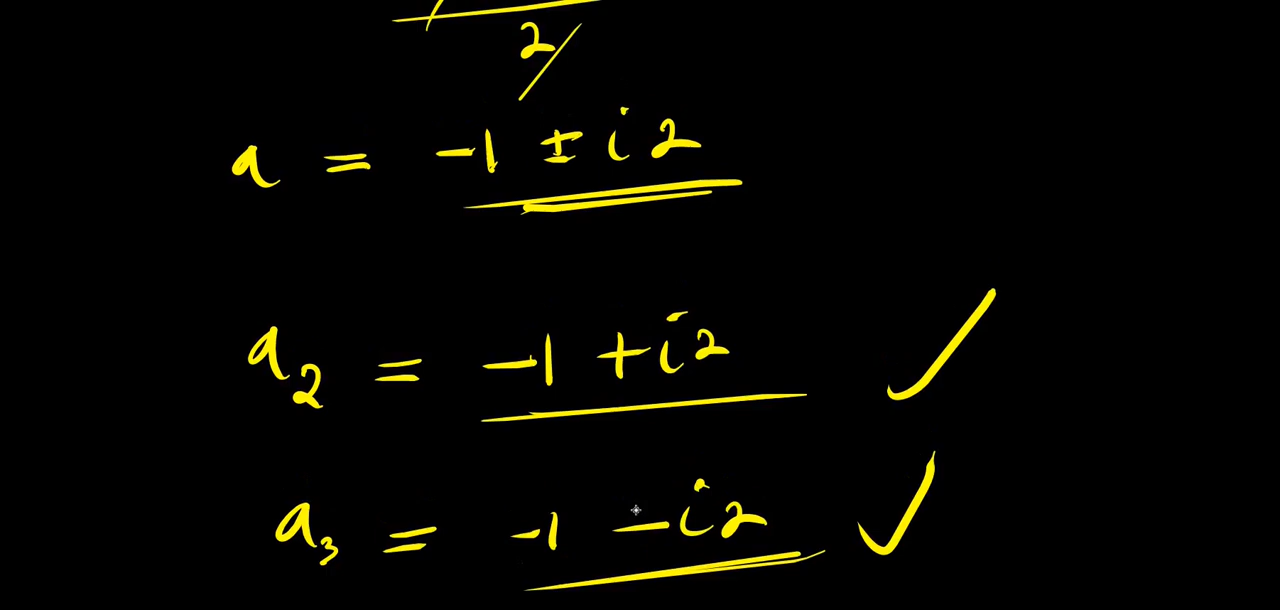 2
a = -1 ± i2
a₂ = -1 + i2
a₃ = -1 - i2